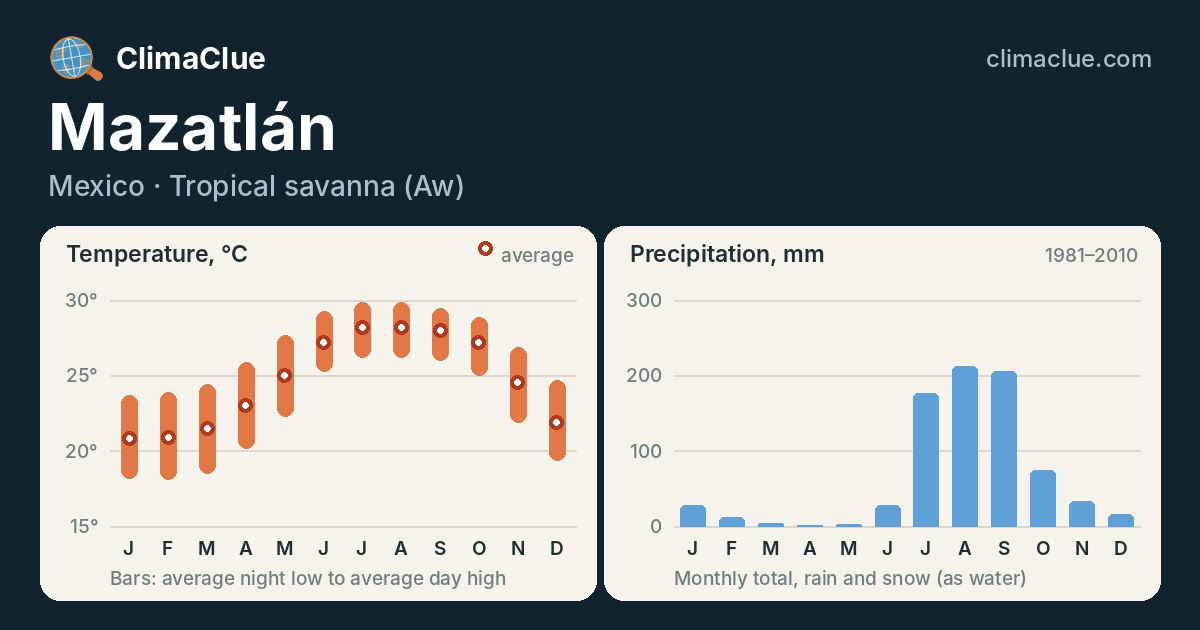 ClimaClue
climaclue.com
Mazatlán
Mexico · Tropical savanna (Aw)
Temperature, °C
average
30°
25°
20°
15°
J F M A M J J A S O N D
Bars: average night low to average day high
Precipitation, mm
1981–2010
300
200
100
0
J F M A M J J A S O N D
Monthly total, rain and snow (as water)